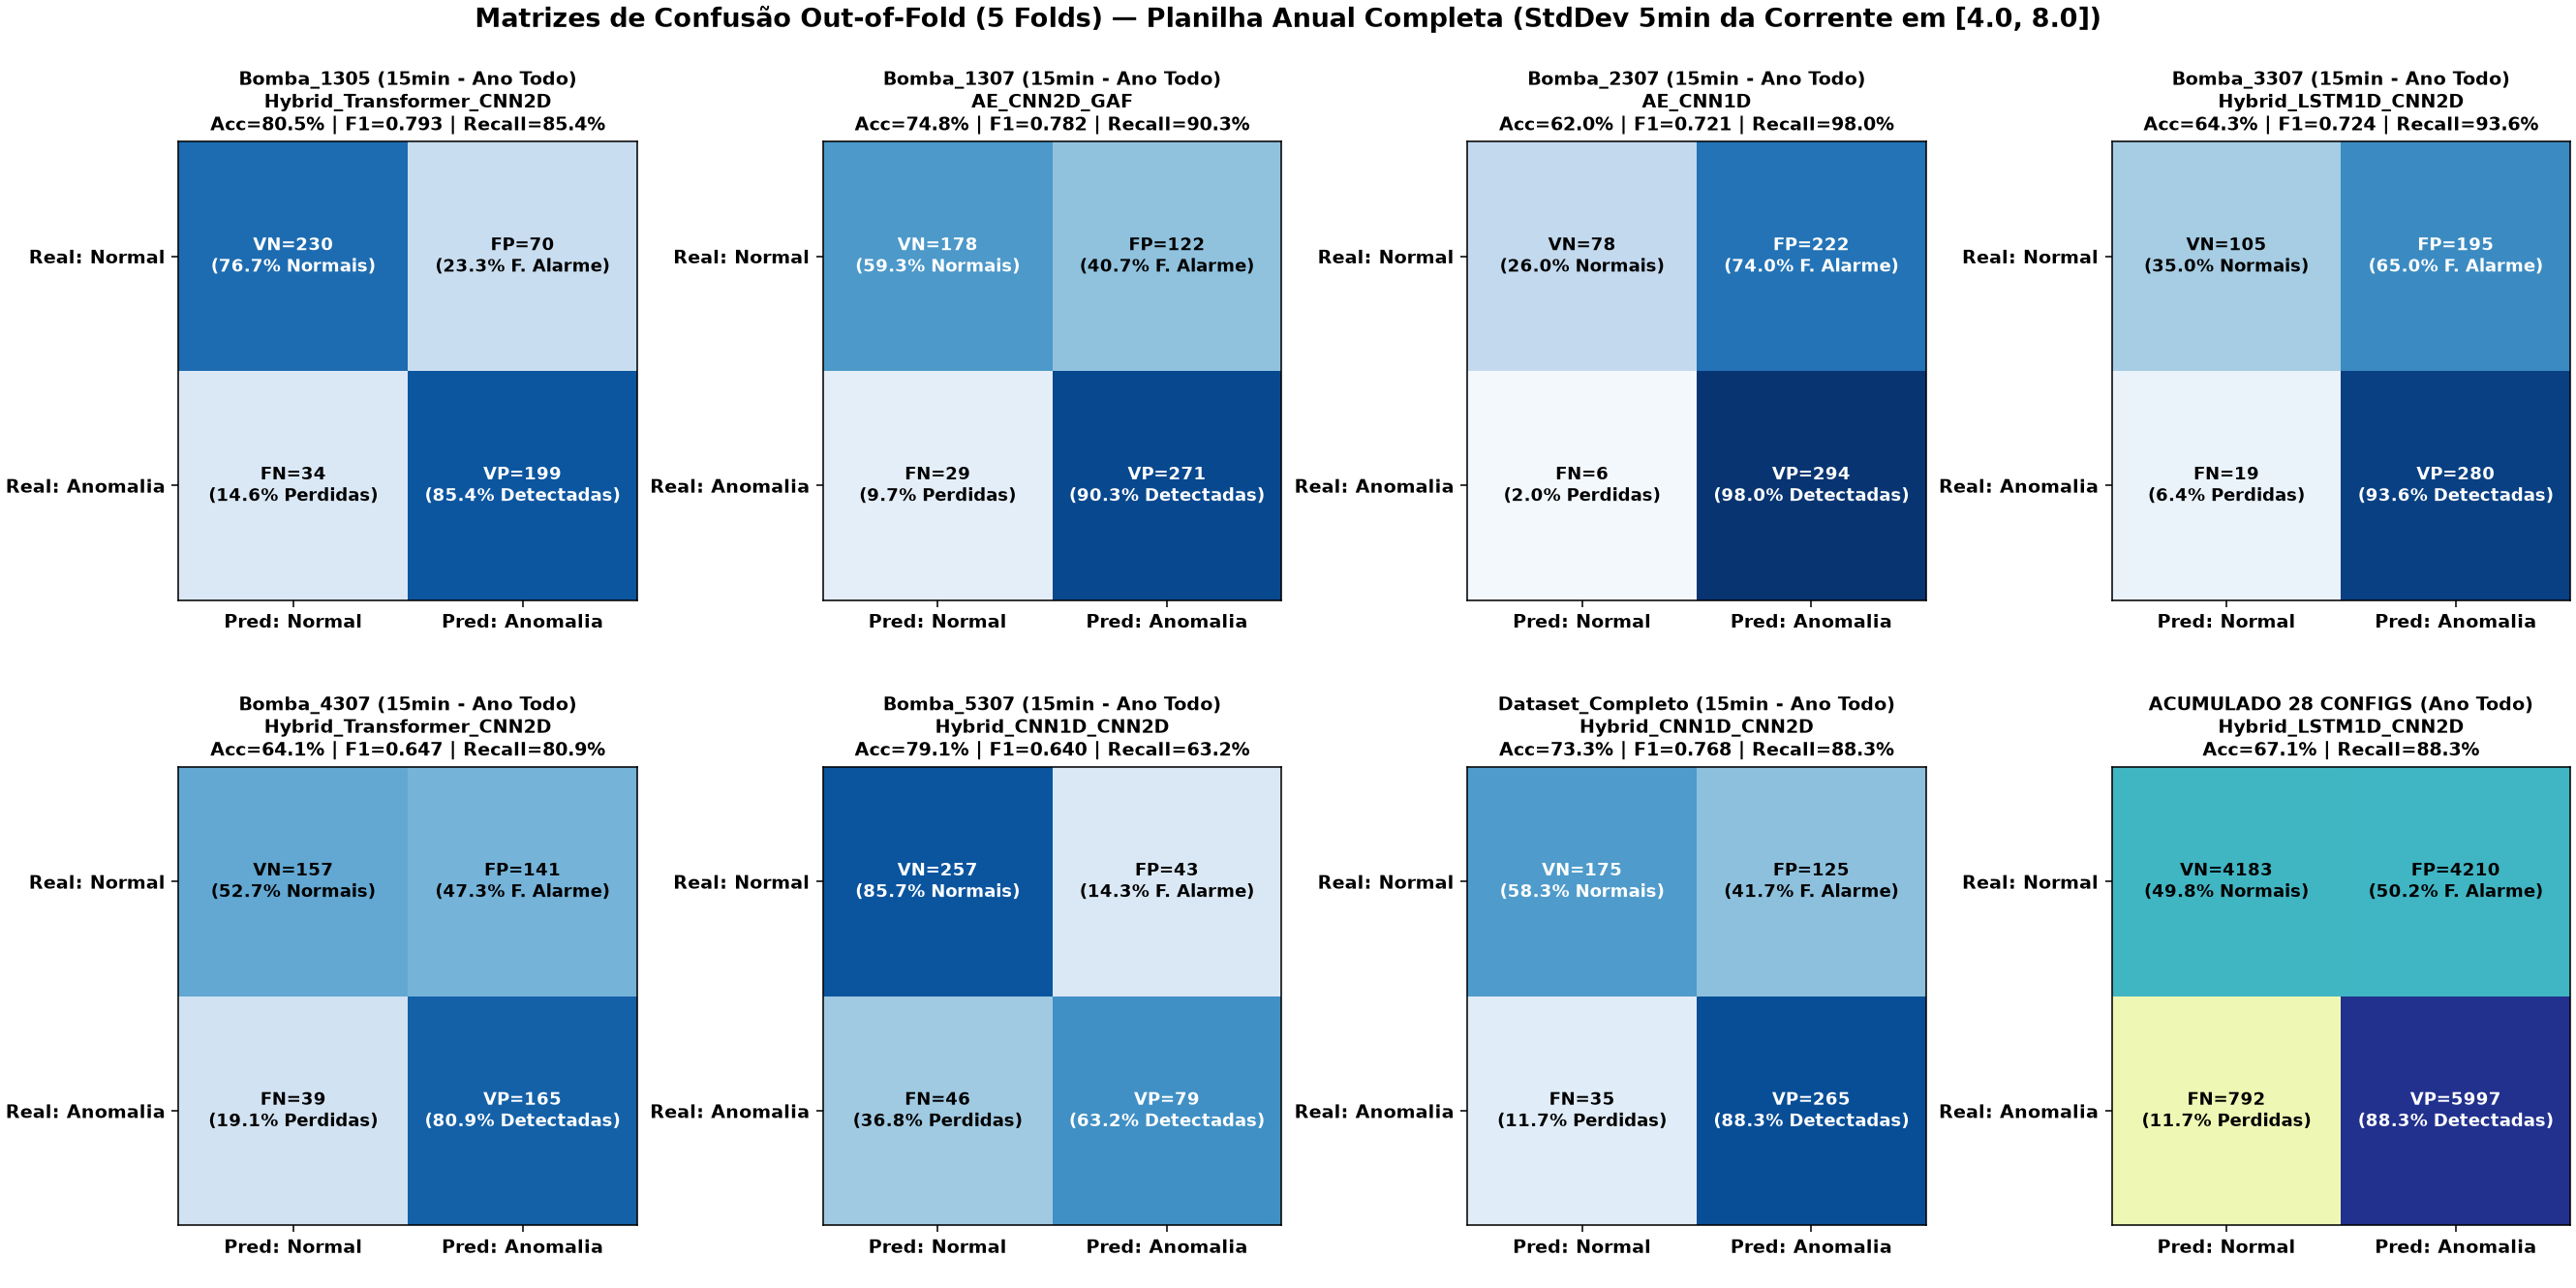 Matrizes de Confusão Out-of-Fold (5 Folds) — Planilha Anual Completa (StdDev 5min da Corrente em [4.0, 8.0])
Bomba_1305 (15min - Ano Todo)
Hybrid_Transformer_CNN2D
Acc=80.5% | F1=0.793 | Recall=85.4%
Real: Normal
VN=230
(76.7% Normais)
FP=70
(23.3% F. Alarme)
Real: Anomalia
FN=34
(14.6% Perdidas)
VP=199
(85.4% Detectadas)
Pred: Normal
Pred: Anomalia
Bomba_1307 (15min - Ano Todo)
AE_CNN2D_GAF
Acc=74.8% | F1=0.782 | Recall=90.3%
Real: Normal
VN=178
(59.3% Normais)
FP=122
(40.7% F. Alarme)
Real: Anomalia
FN=29
(9.7% Perdidas)
VP=271
(90.3% Detectadas)
Pred: Normal
Pred: Anomalia
Bomba_2307 (15min - Ano Todo)
AE_CNN1D
Acc=62.0% | F1=0.721 | Recall=98.0%
Real: Normal
VN=78
(26.0% Normais)
FP=222
(74.0% F. Alarme)
Real: Anomalia
FN=6
(2.0% Perdidas)
VP=294
(98.0% Detectadas)
Pred: Normal
Pred: Anomalia
Bomba_3307 (15min - Ano Todo)
Hybrid_LSTM1D_CNN2D
Acc=64.3% | F1=0.724 | Recall=93.6%
Real: Normal
VN=105
(35.0% Normais)
FP=195
(65.0% F. Alarme)
Real: Anomalia
FN=19
(6.4% Perdidas)
VP=280
(93.6% Detectadas)
Pred: Normal
Pred: Anomalia
Bomba_4307 (15min - Ano Todo)
Hybrid_Transformer_CNN2D
Acc=64.1% | F1=0.647 | Recall=80.9%
Real: Normal
VN=157
(52.7% Normais)
FP=141
(47.3% F. Alarme)
Real: Anomalia
FN=39
(19.1% Perdidas)
VP=165
(80.9% Detectadas)
Pred: Normal
Pred: Anomalia
Bomba_5307 (15min - Ano Todo)
Hybrid_CNN1D_CNN2D
Acc=79.1% | F1=0.640 | Recall=63.2%
Real: Normal
VN=257
(85.7% Normais)
FP=43
(14.3% F. Alarme)
Real: Anomalia
FN=46
(36.8% Perdidas)
VP=79
(63.2% Detectadas)
Pred: Normal
Pred: Anomalia
Dataset_Completo (15min - Ano Todo)
Hybrid_CNN1D_CNN2D
Acc=73.3% | F1=0.768 | Recall=88.3%
Real: Normal
VN=175
(58.3% Normais)
FP=125
(41.7% F. Alarme)
Real: Anomalia
FN=35
(11.7% Perdidas)
VP=265
(88.3% Detectadas)
Pred: Normal
Pred: Anomalia
ACUMULADO 28 CONFIGS (Ano Todo)
Hybrid_LSTM1D_CNN2D
Acc=67.1% | Recall=88.3%
Real: Normal
VN=4183
(49.8% Normais)
FP=4210
(50.2% F. Alarme)
Real: Anomalia
FN=792
(11.7% Perdidas)
VP=5997
(88.3% Detectadas)
Pred: Normal
Pred: Anomalia